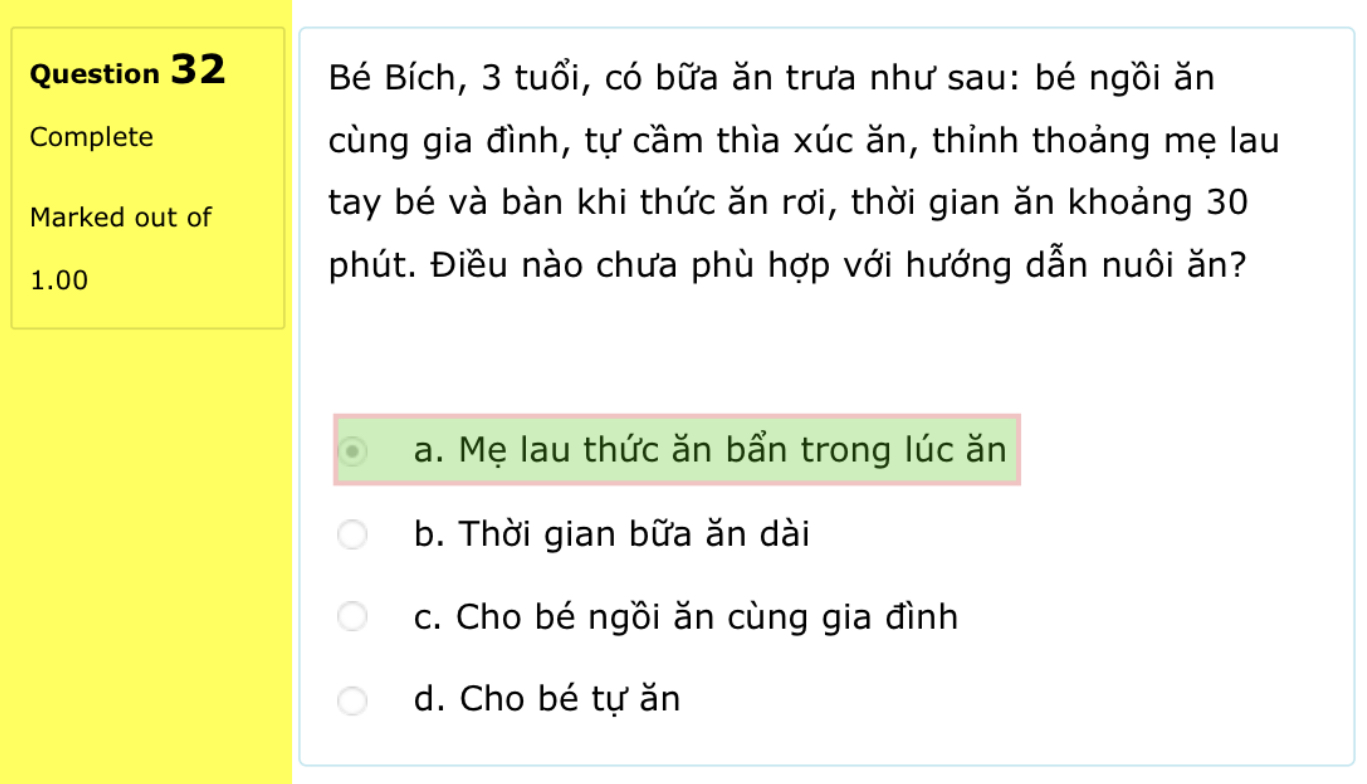 Question 32
Complete
Marked out of
1.00
Bé Bích, 3 tuổi, có bữa ăn trưa như sau: bé ngồi ăn
cùng gia đình, tự cầm thìa xúc ăn, thỉnh thoảng mẹ lau
tay bé và bàn khi thức ăn rơi, thời gian ăn khoảng 30
phút. Điều nào chưa phù hợp với hướng dẫn nuôi ăn?
a. Mẹ lau thức ăn bẩn trong lúc ăn
b. Thời gian bữa ăn dài
c. Cho bé ngồi ăn cùng gia đình
d. Cho bé tự ăn